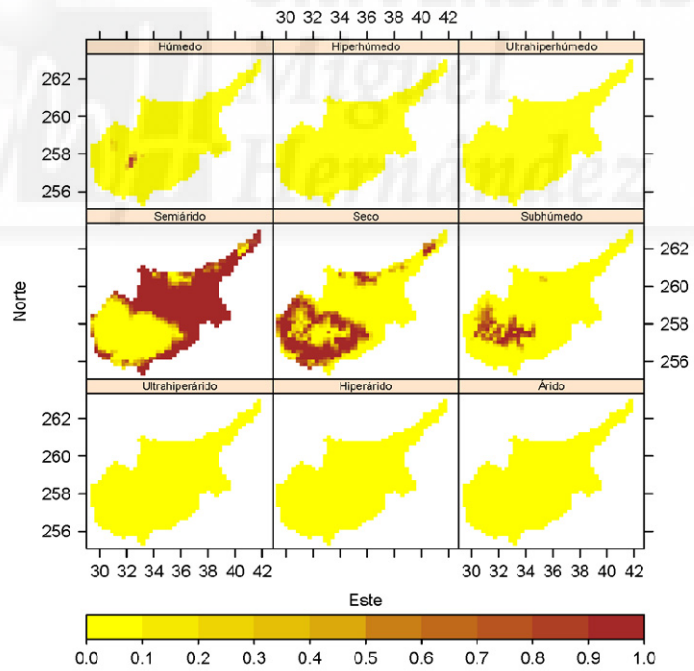 30 32 34 36 38 40 42
Miguel
Hernández
Húmedo Hiperhúmedo Ultrahiperhúmedo
262
260
258
256
Semiárido Seco Subhúmedo
262
260
258
256
Norte
Ultrahiperárido Hiperárido Árido
262
260
258
256
30 32 34 36 38 40 42 30 32 34 36 38 40 42
Este
0.0 0.1 0.2 0.3 0.4 0.5 0.6 0.7 0.8 0.9 1.0